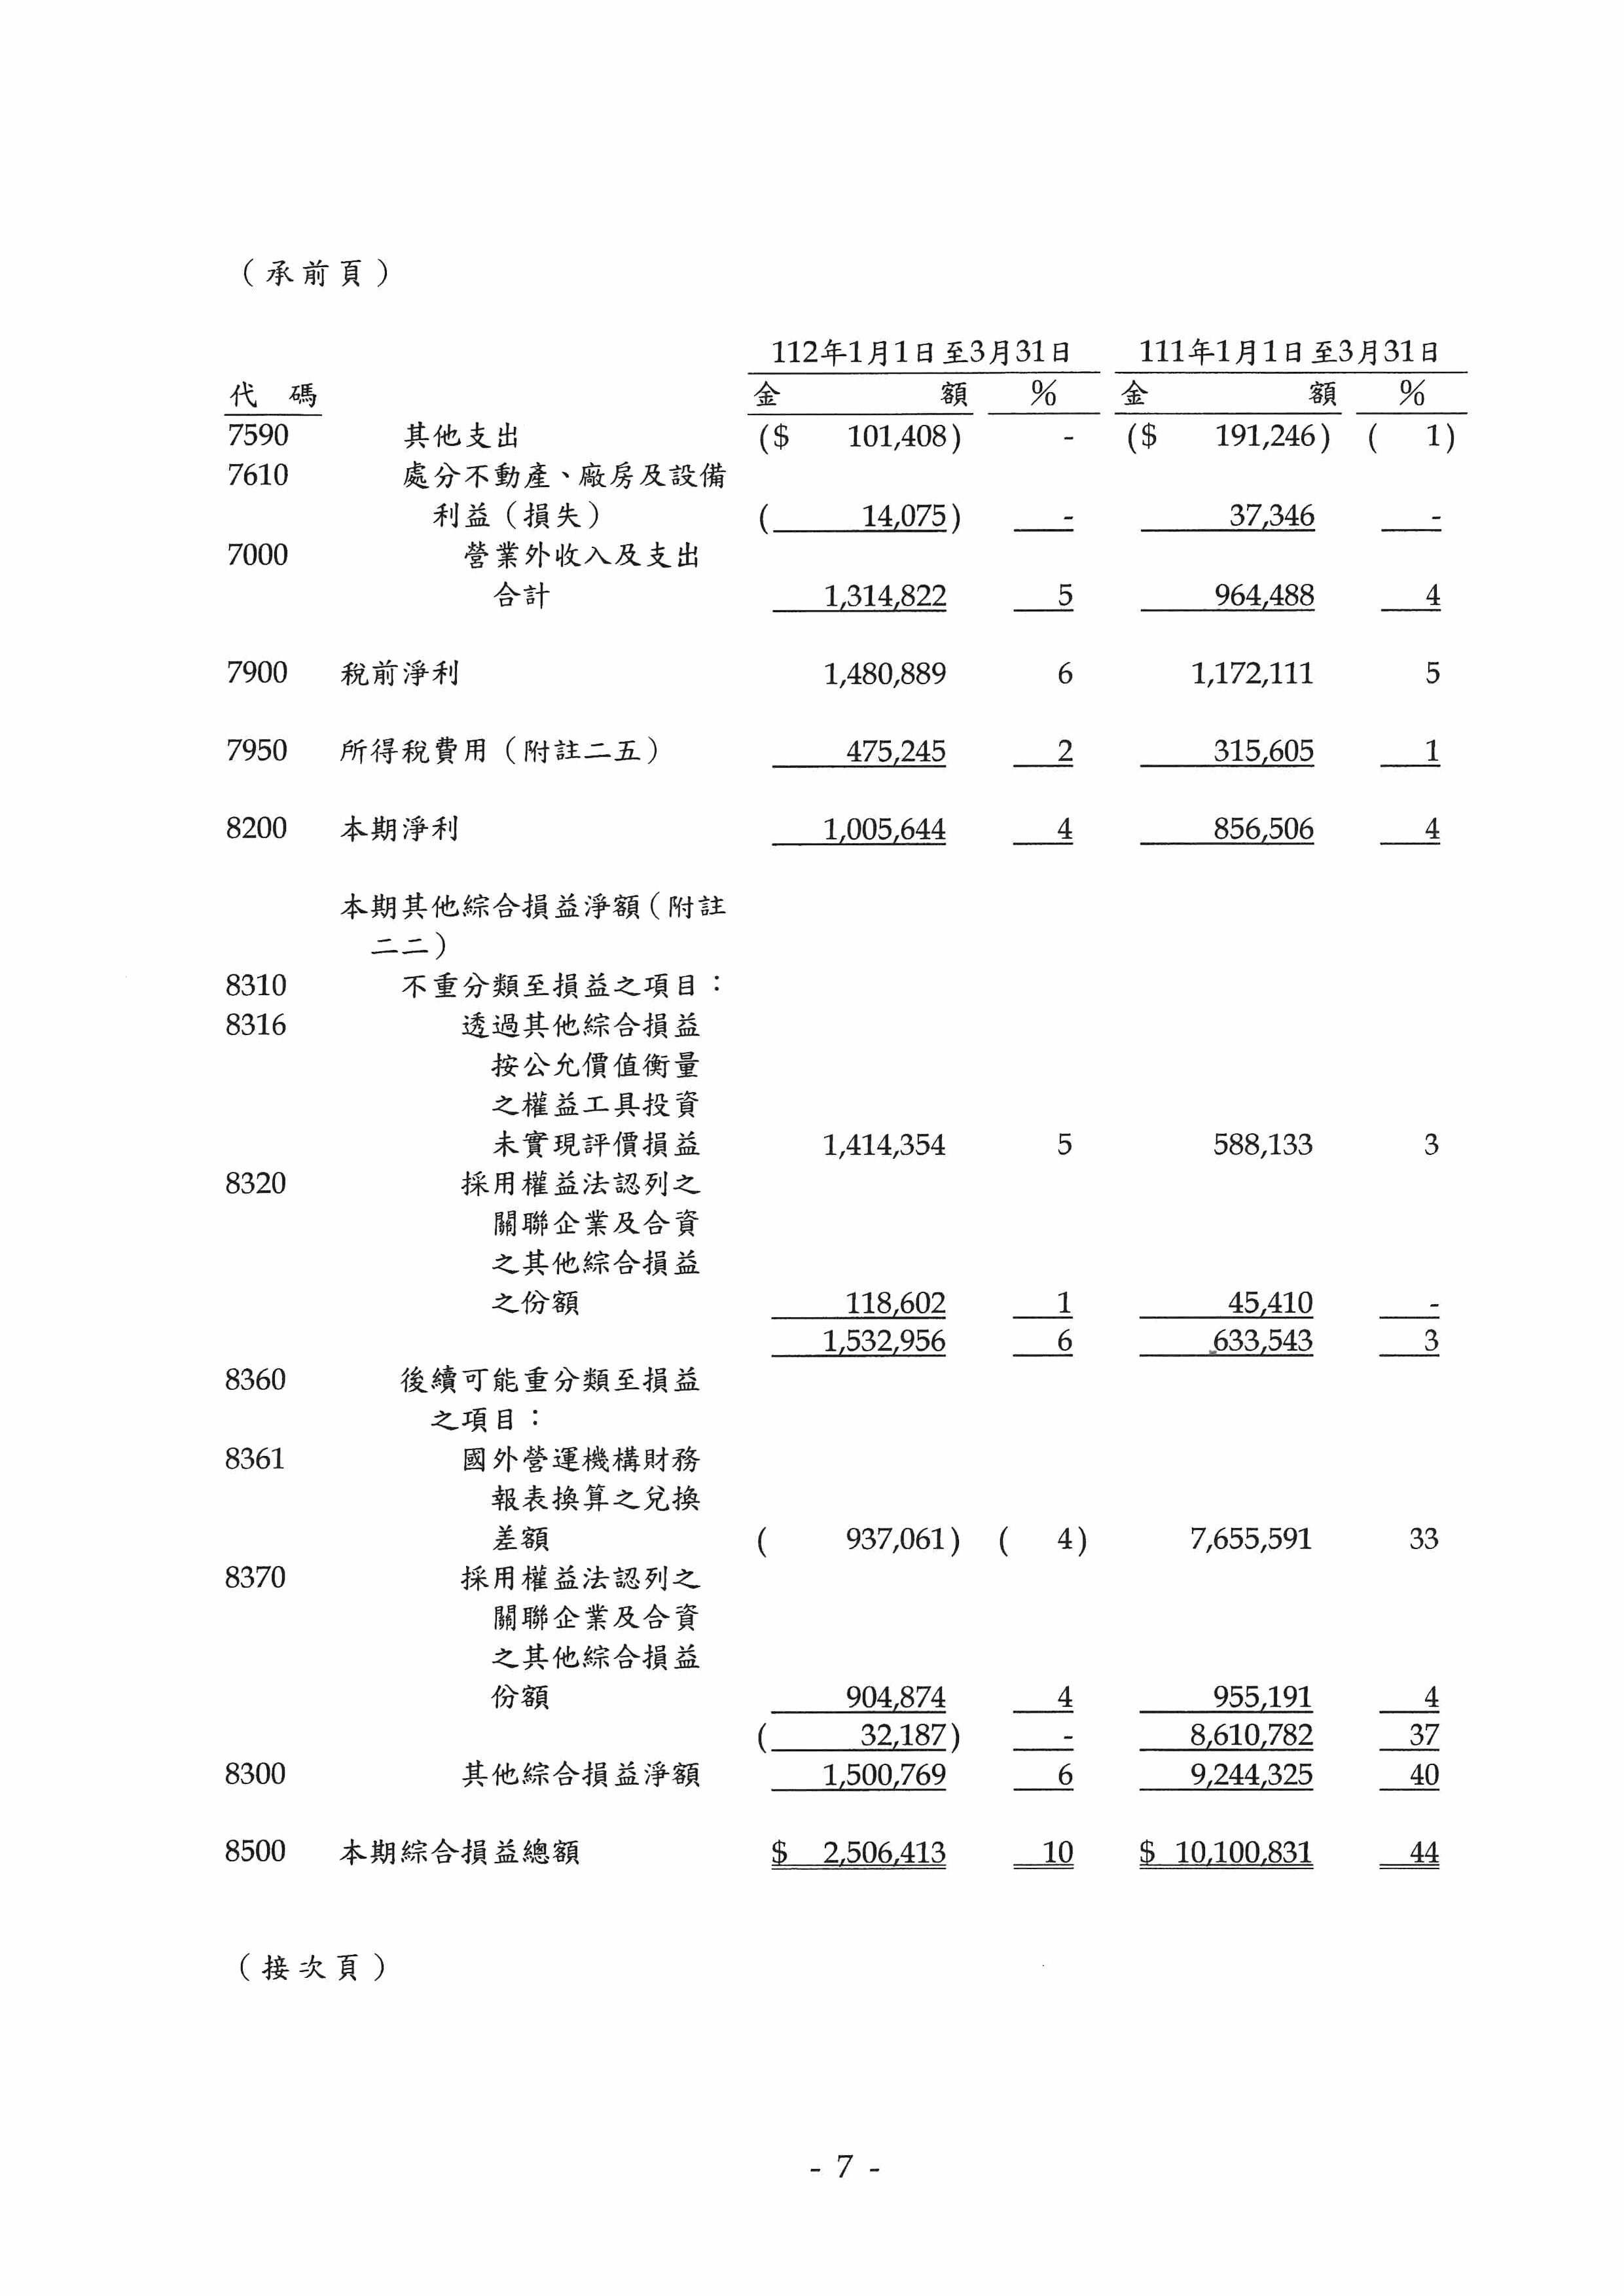 （承前頁）
112年1月1日至3月31日 111年1月1日至3月31日
代碼 金額 % 金額 %
7590 其他支出 ($ 101,408) - ($ 191,246) ( 1)
7610 處分不動產、廠房及設備
利益（損失） ( 14,075) - 37,346 -
7000 營業外收入及支出
合計 1,314,822 5 964,488 4
7900 稅前淨利 1,480,889 6 1,172,111 5
7950 所得稅費用（附註二五） 475,245 2 315,605 1
8200 本期淨利 1,005,644 4 856,506 4
本期其他綜合損益淨額（附註
二二）
8310 不重分類至損益之項目：
8316 透過其他綜合損益
按公允價值衡量
之權益工具投資
未實現評價損益 1,414,354 5 588,133 3
8320 採用權益法認列之
關聯企業及合資
之其他綜合損益
之份額 118,602 1 45,410 -
1,532,956 6 633,543 3
8360 後續可能重分類至損益
之項目：
8361 國外營運機構財務
報表換算之兌換
差額 ( 937,061) ( 4) 7,655,591 33
8370 採用權益法認列之
關聯企業及合資
之其他綜合損益
份額 904,874 4 955,191 4
( 32,187) - 8,610,782 37
8300 其他綜合損益淨額 1,500,769 6 9,244,325 40
8500 本期綜合損益總額 $ 2,506,413 10 $ 10,100,831 44
（接次頁）
- 7 -